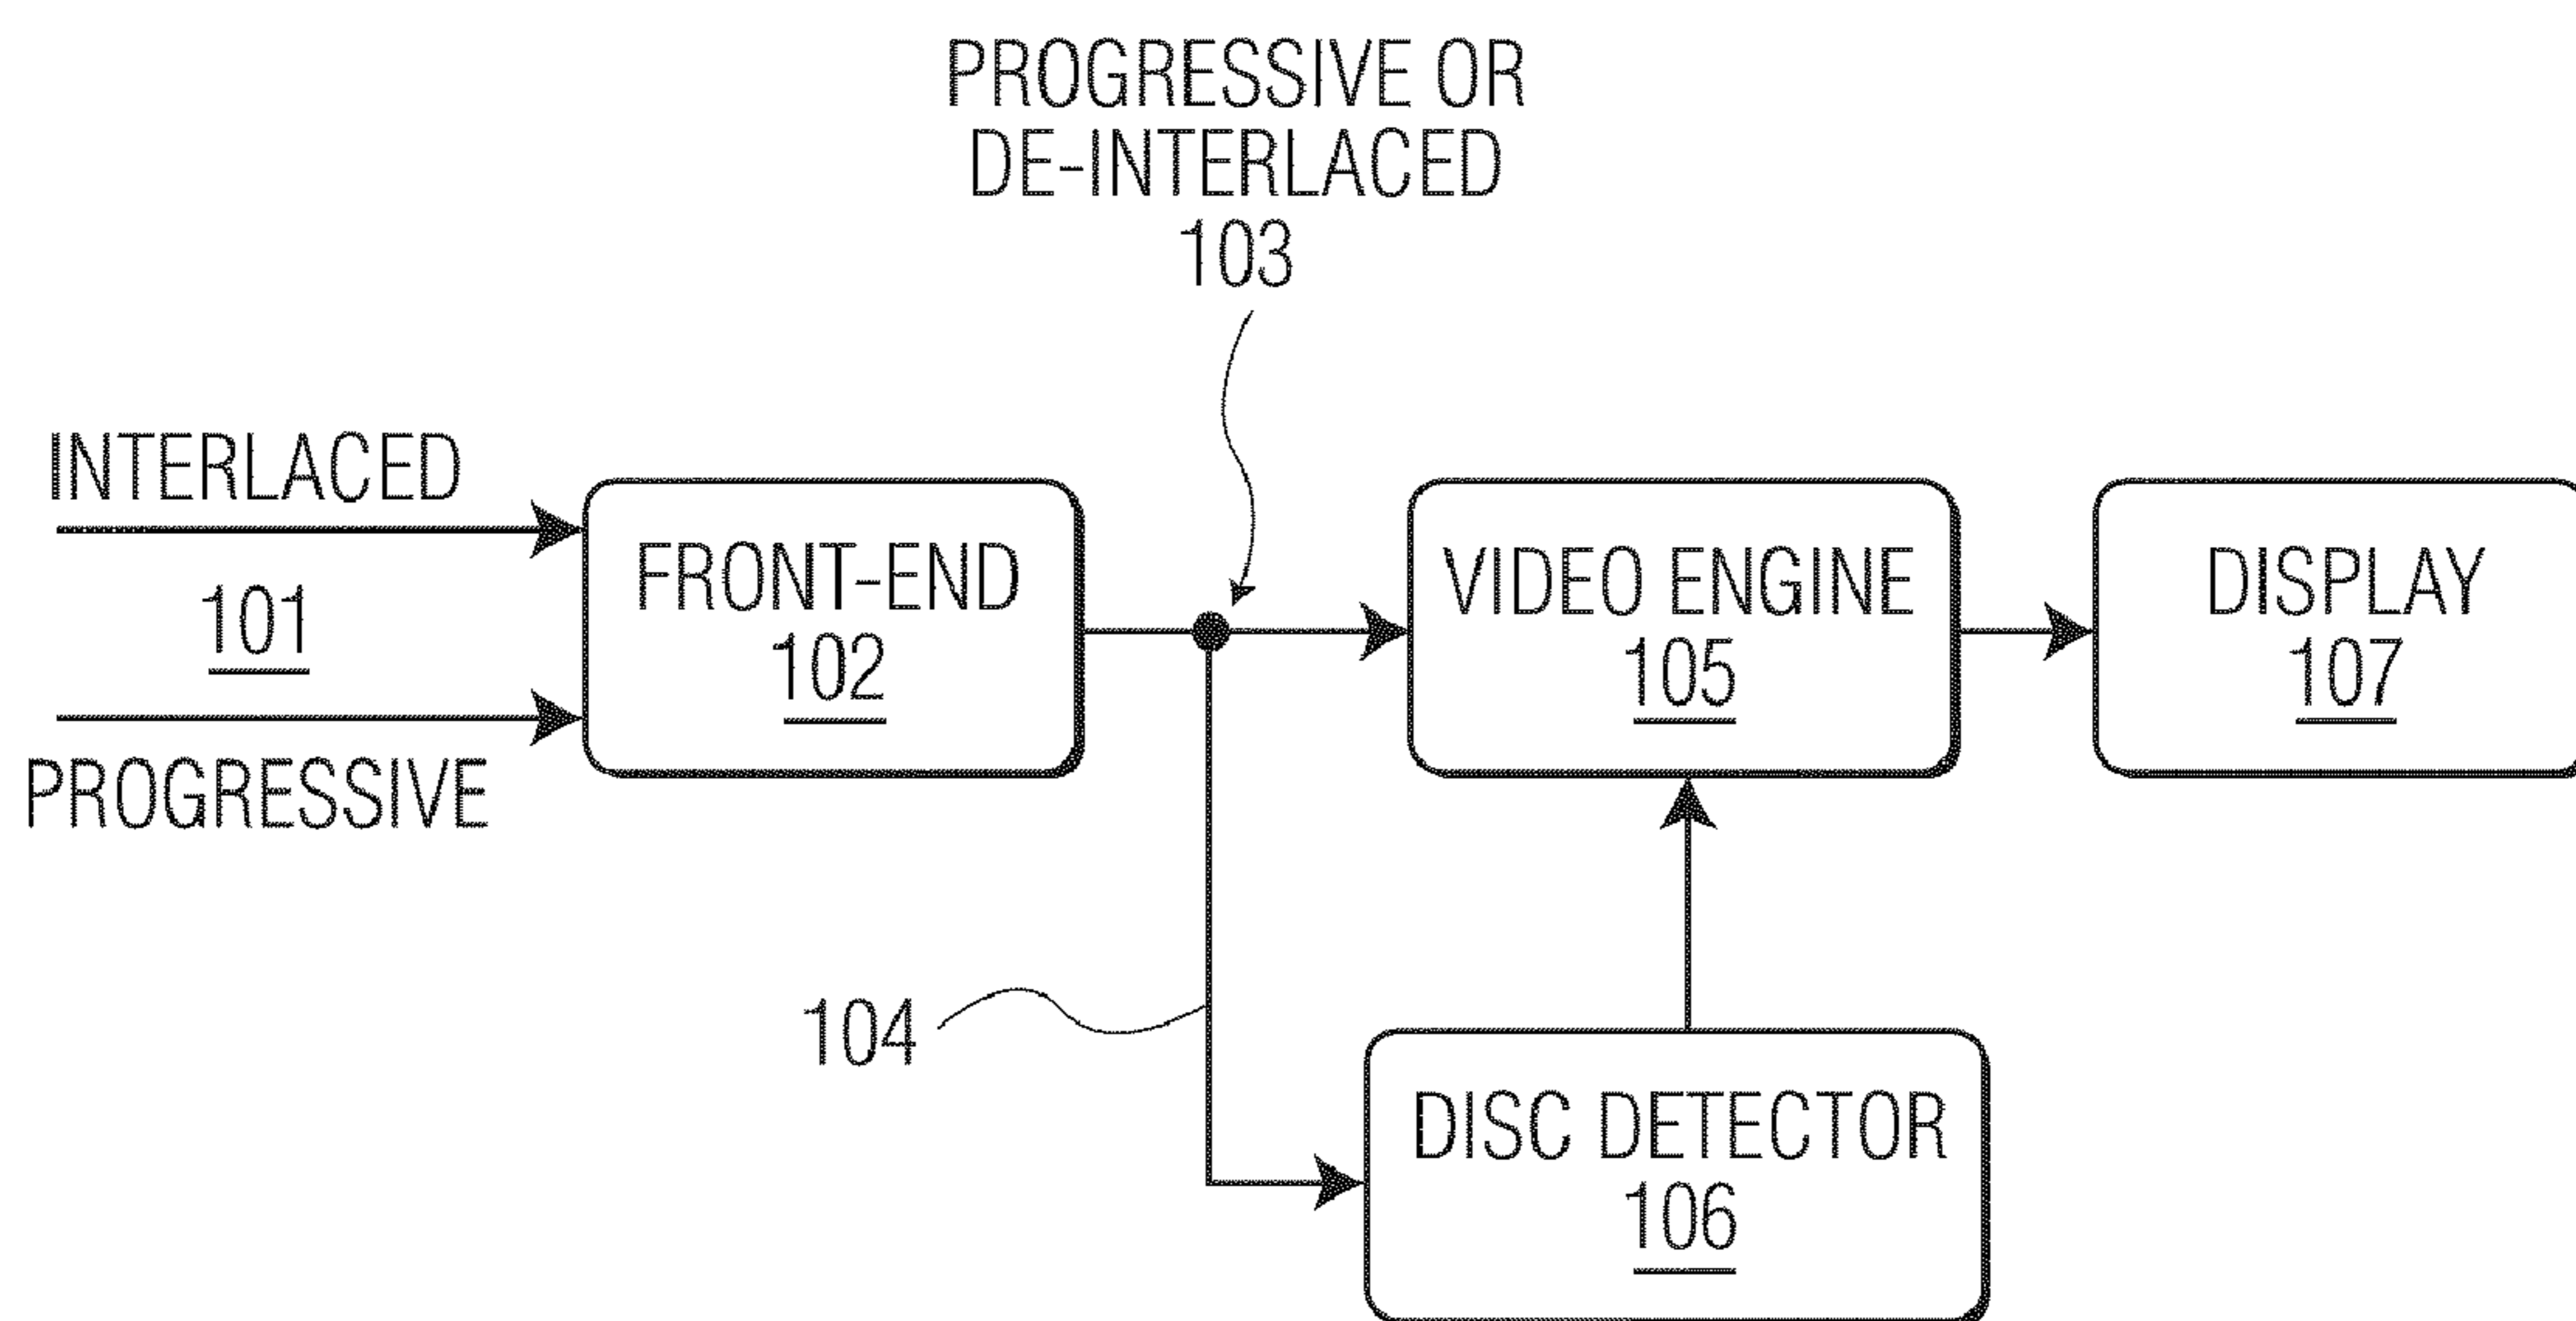 PROGRESSIVE OR
DE-INTERLACED
103
INTERLACED
101
PROGRESSIVE
FRONT-END
102
VIDEO ENGINE
105
DISPLAY
107
104
DISC DETECTOR
106